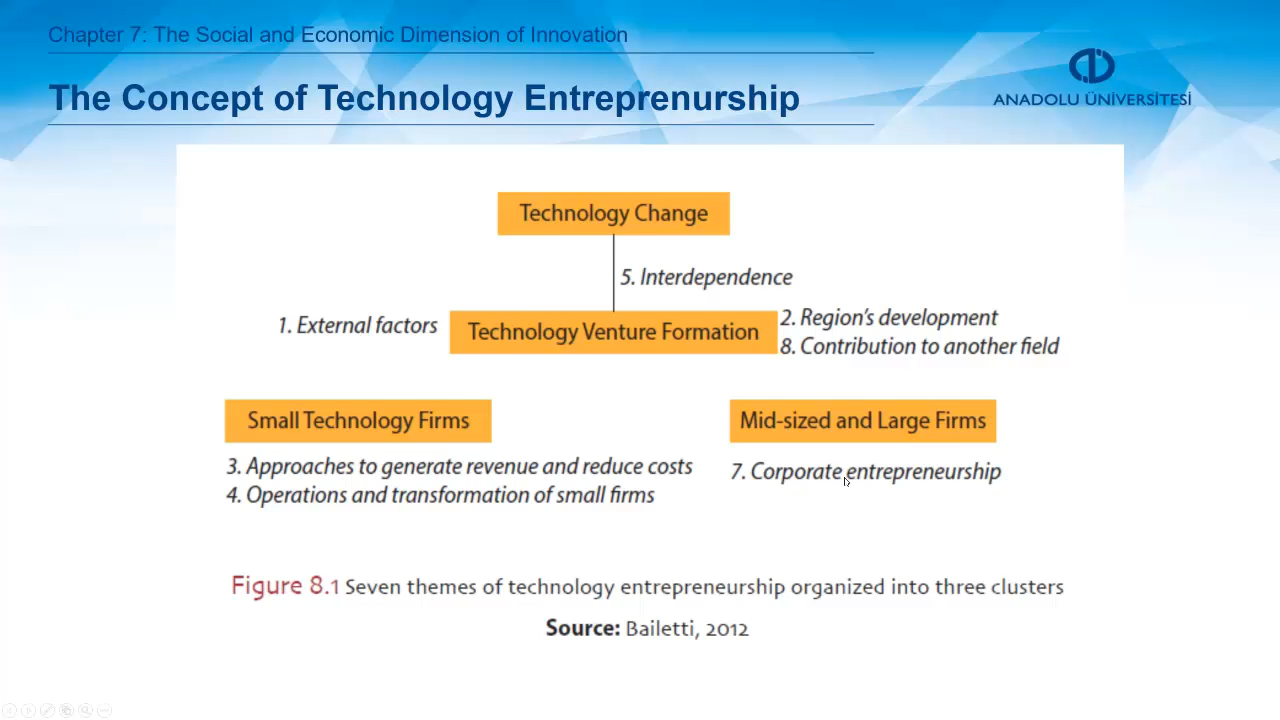 Chapter 7: The Social and Economic Dimension of Innovation
The Concept of Technology Entreprenurship
ANADOLU ÜNİVERSİTESİ
Technology Change
5. Interdependence
1. External factors
Technology Venture Formation
2. Region's development
8. Contribution to another field
Small Technology Firms
Mid-sized and Large Firms
3. Approaches to generate revenue and reduce costs
4. Operations and transformation of small firms
7. Corporate entrepreneurship
Figure 8.1 Seven themes of technology entrepreneurship organized into three clusters
Source: Bailetti, 2012